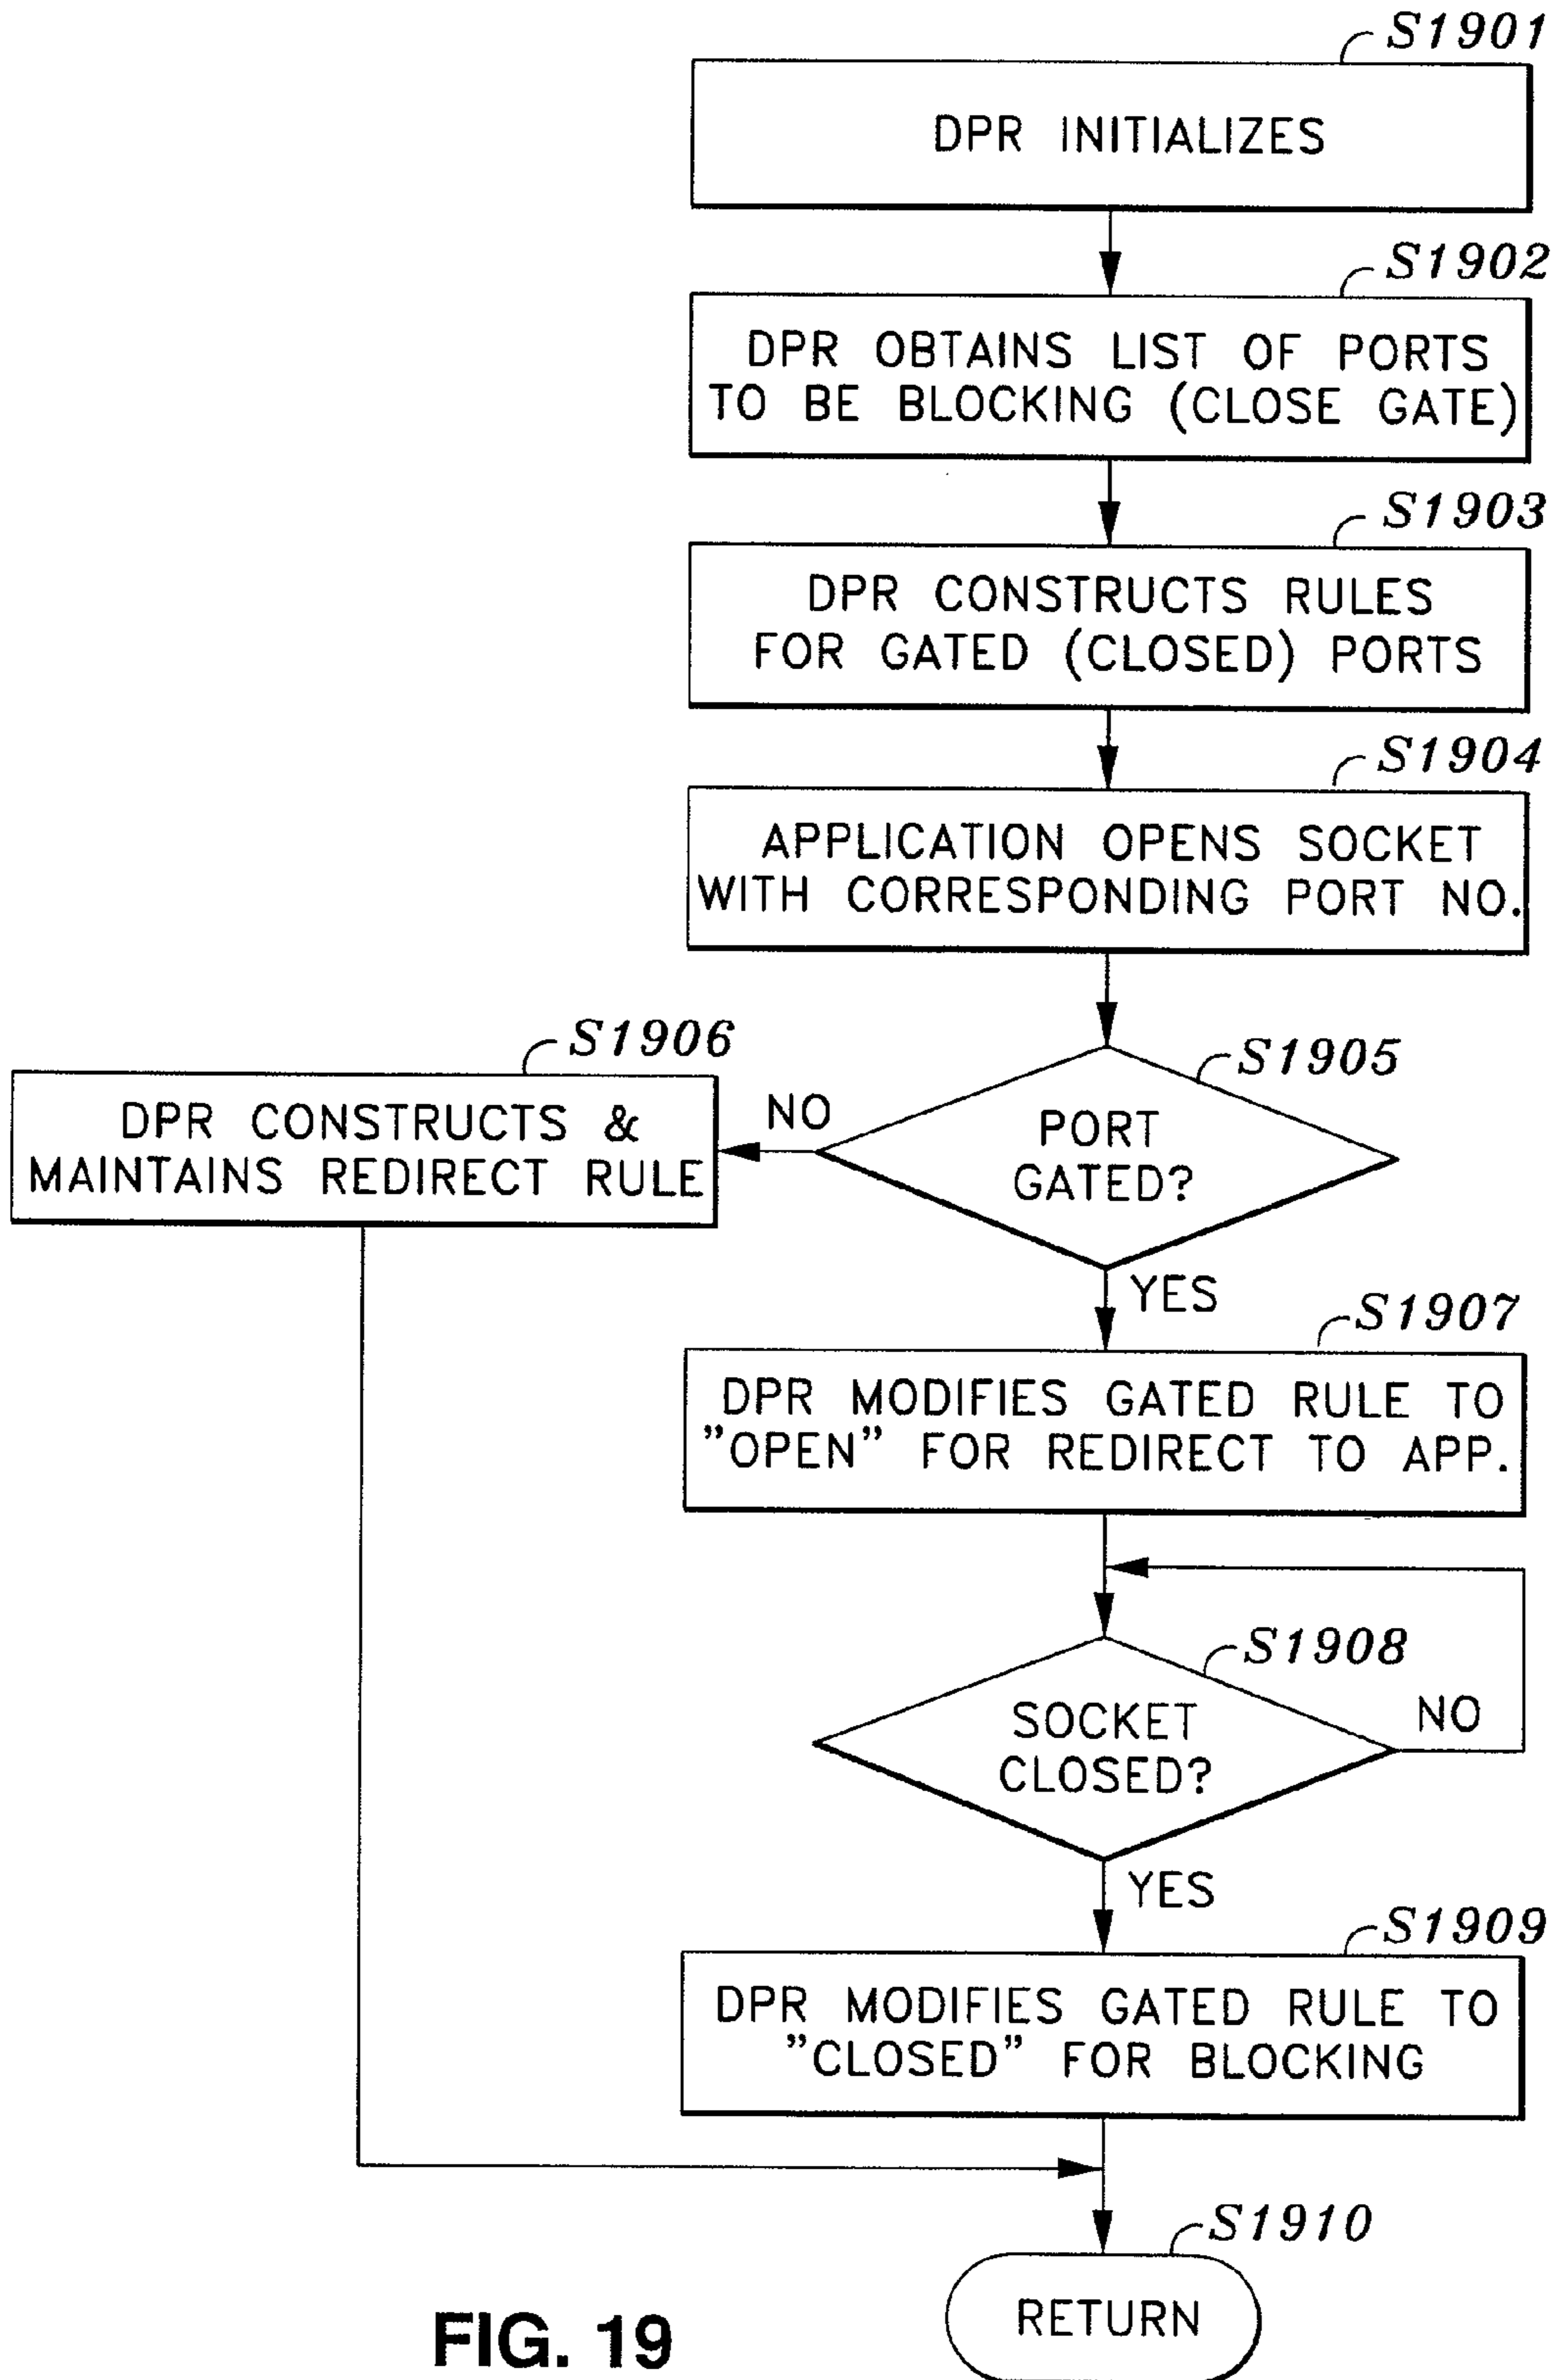 S1901
DPR INITIALIZES
S1902
DPR OBTAINS LIST OF PORTS
TO BE BLOCKING (CLOSE GATE)
S1903
DPR CONSTRUCTS RULES
FOR GATED (CLOSED) PORTS
S1904
APPLICATION OPENS SOCKET
WITH CORRESPONDING PORT NO.
S1905
PORT
GATED?
NO
S1906
DPR CONSTRUCTS &
MAINTAINS REDIRECT RULE
YES
S1907
DPR MODIFIES GATED RULE TO
”OPEN” FOR REDIRECT TO APP.
S1908
SOCKET
CLOSED?
NO
YES
S1909
DPR MODIFIES GATED RULE TO
”CLOSED” FOR BLOCKING
S1910
RETURN
FIG. 19